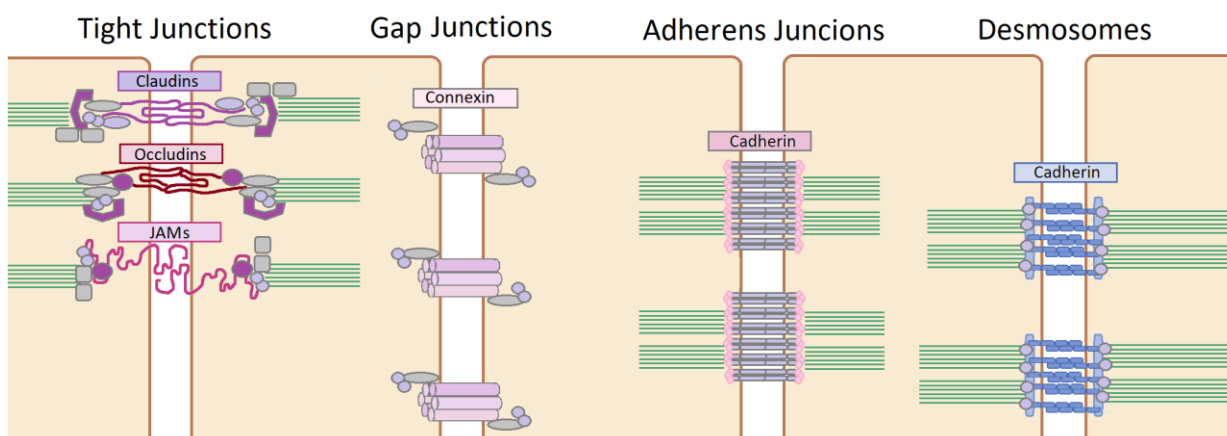 Tight Junctions
Gap Junctions
Adherens Juncions
Desmosomes
Claudins
Occludins
JAMs
Connexin
Cadherin
Cadherin